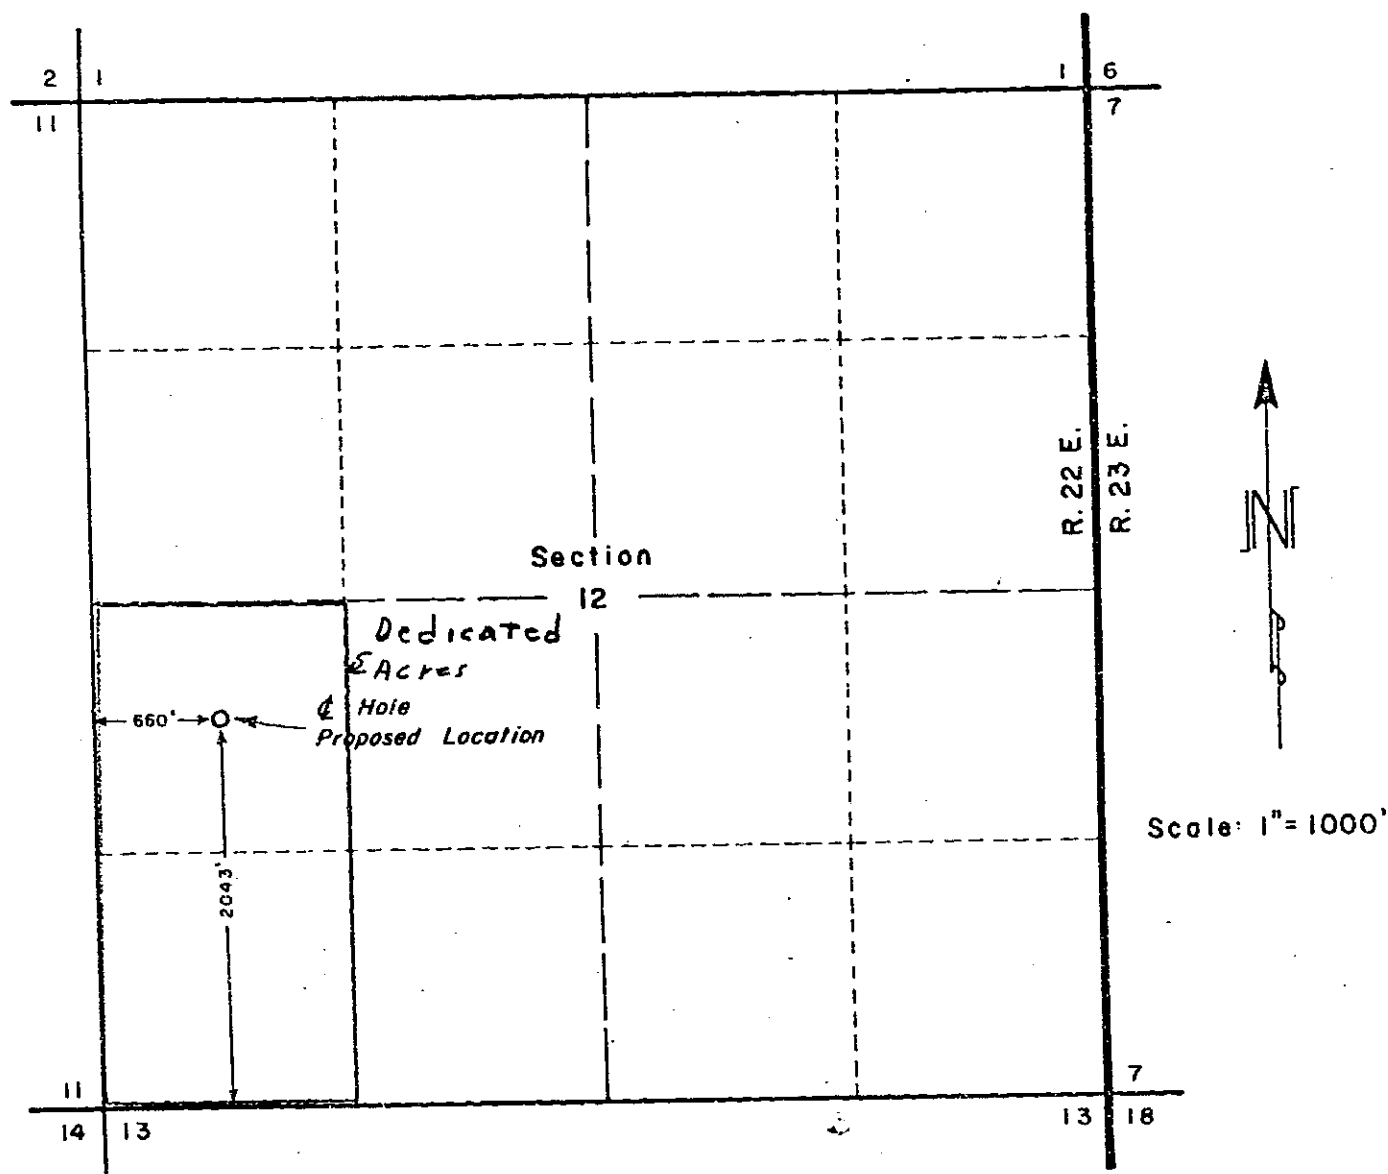 2 1
1 6
11
7
R. 22 E.
R. 23 E.
N
Section
12
Dedicated
Acres
660'
℄ Hole
Proposed Location
Scale: 1"= 1000'
2043'
11
7
14 13
13 18